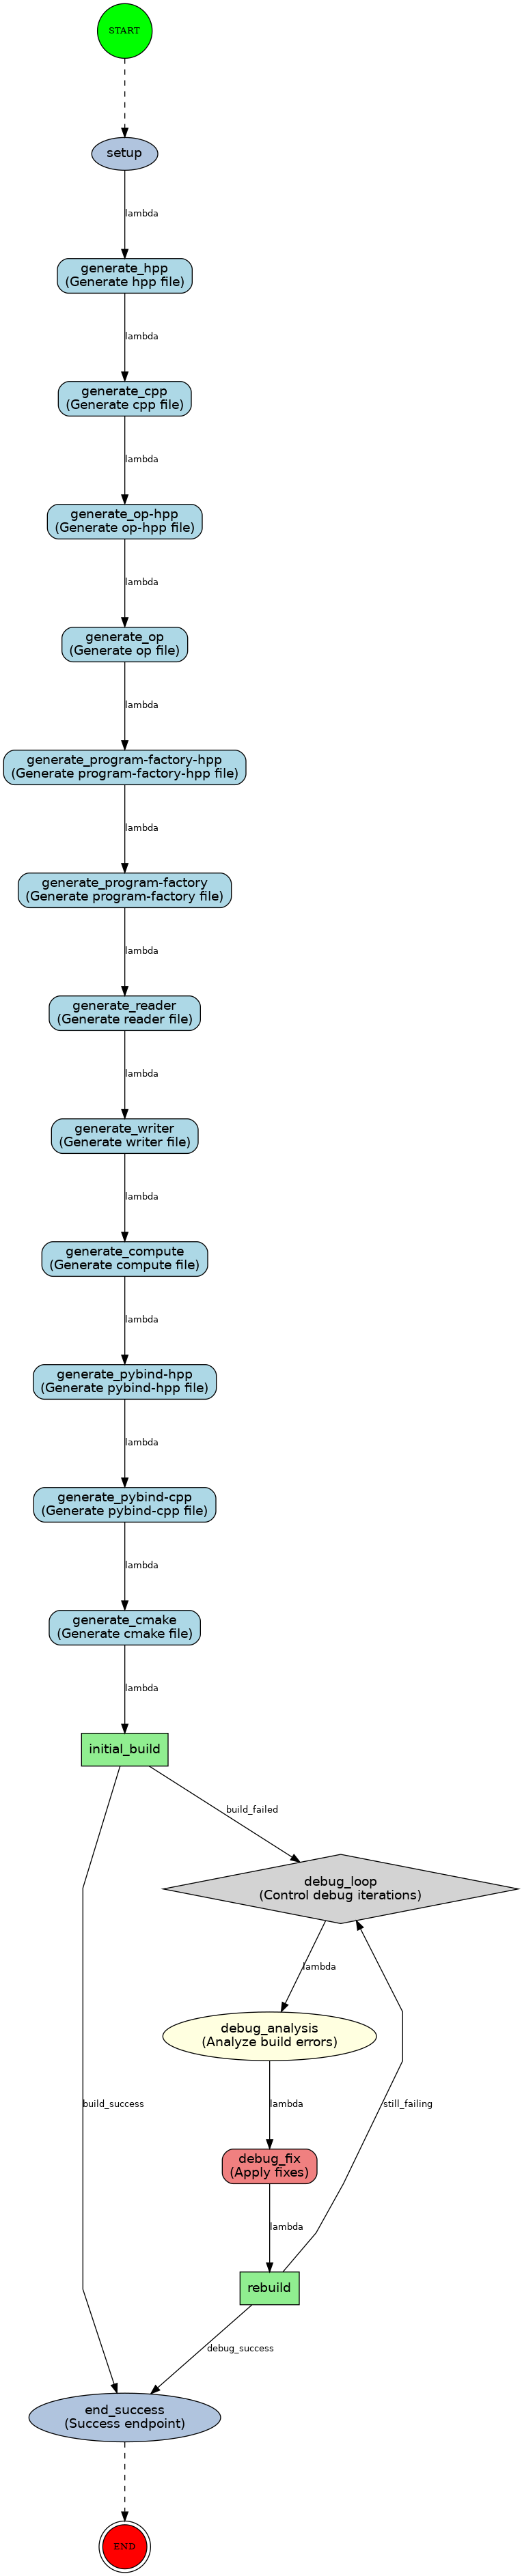 START
setup
lambda
generate_hpp
(Generate hpp file)
lambda
generate_cpp
(Generate cpp file)
lambda
generate_op-hpp
(Generate op-hpp file)
lambda
generate_op
(Generate op file)
lambda
generate_program-factory-hpp
(Generate program-factory-hpp file)
lambda
generate_program-factory
(Generate program-factory file)
lambda
generate_reader
(Generate reader file)
lambda
generate_writer
(Generate writer file)
lambda
generate_compute
(Generate compute file)
lambda
generate_pybind-hpp
(Generate pybind-hpp file)
lambda
generate_pybind-cpp
(Generate pybind-cpp file)
lambda
generate_cmake
(Generate cmake file)
lambda
initial_build
build_failed
debug_loop
(Control debug iterations)
lambda
debug_analysis
(Analyze build errors)
build_success
lambda
still_failing
debug_fix
(Apply fixes)
lambda
rebuild
debug_success
end_success
(Success endpoint)
END